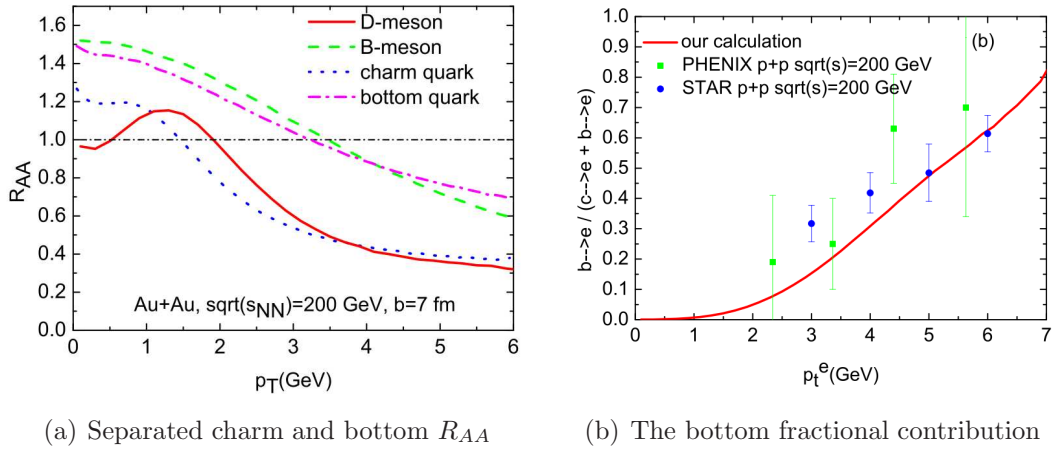 1.6
1.4
1.2
1.0
0.8
0.6
0.4
0.2
0.0
R_AA
D-meson
B-meson
charm quark
bottom quark
Au+Au, sqrt(s_NN)=200 GeV, b=7 fm
0 1 2 3 4 5 6
p_T(GeV)
(a) Separated charm and bottom R_AA
1.0
0.9
0.8
0.7
0.6
0.5
0.4
0.3
0.2
0.1
0.0
b-->e / (c-->e + b-->e)
our calculation
(b)
PHENIX p+p sqrt(s)=200 GeV
STAR p+p sqrt(s)=200 GeV
0 1 2 3 4 5 6 7
p_t^e(GeV)
(b) The bottom fractional contribution